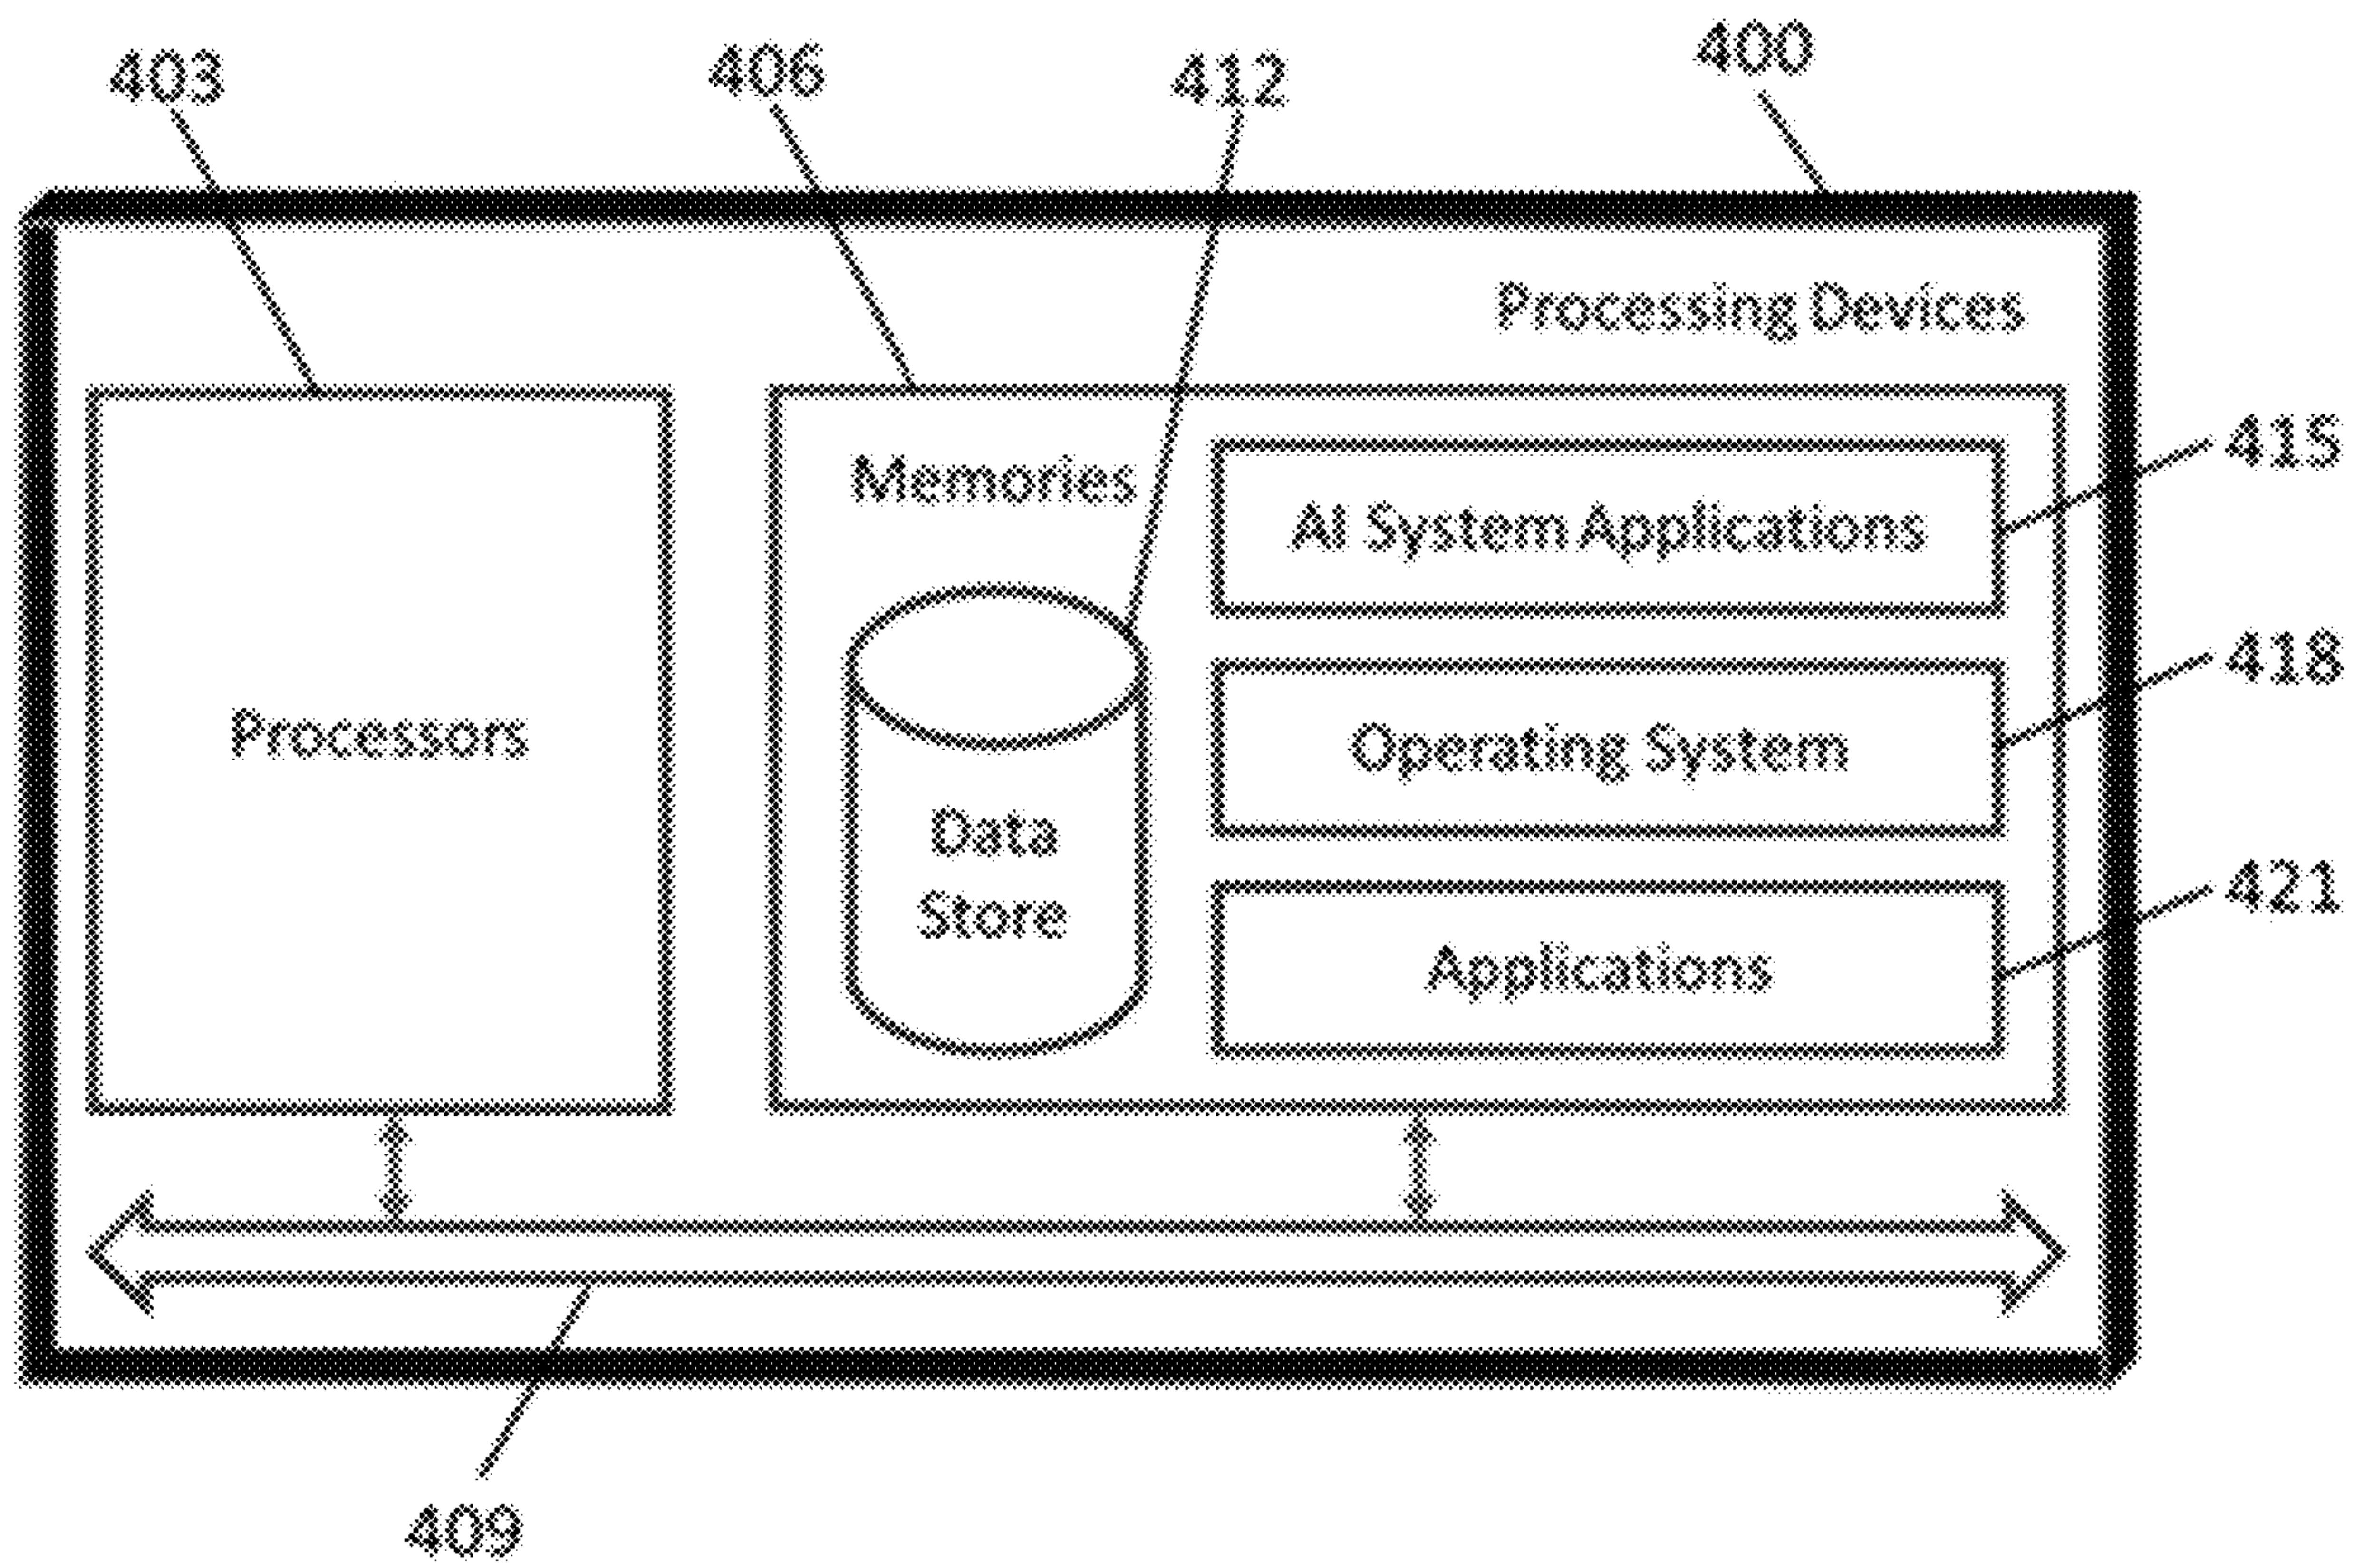 403
406
412
400
Processing Devices
415
Memories
AI System Applications
418
Processors
Operating System
Data
Store
421
Applications
409